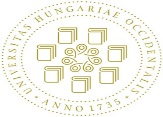 UNIVERSITAS HUNGARIAE OCCIDENTALIS
ANNO 1735